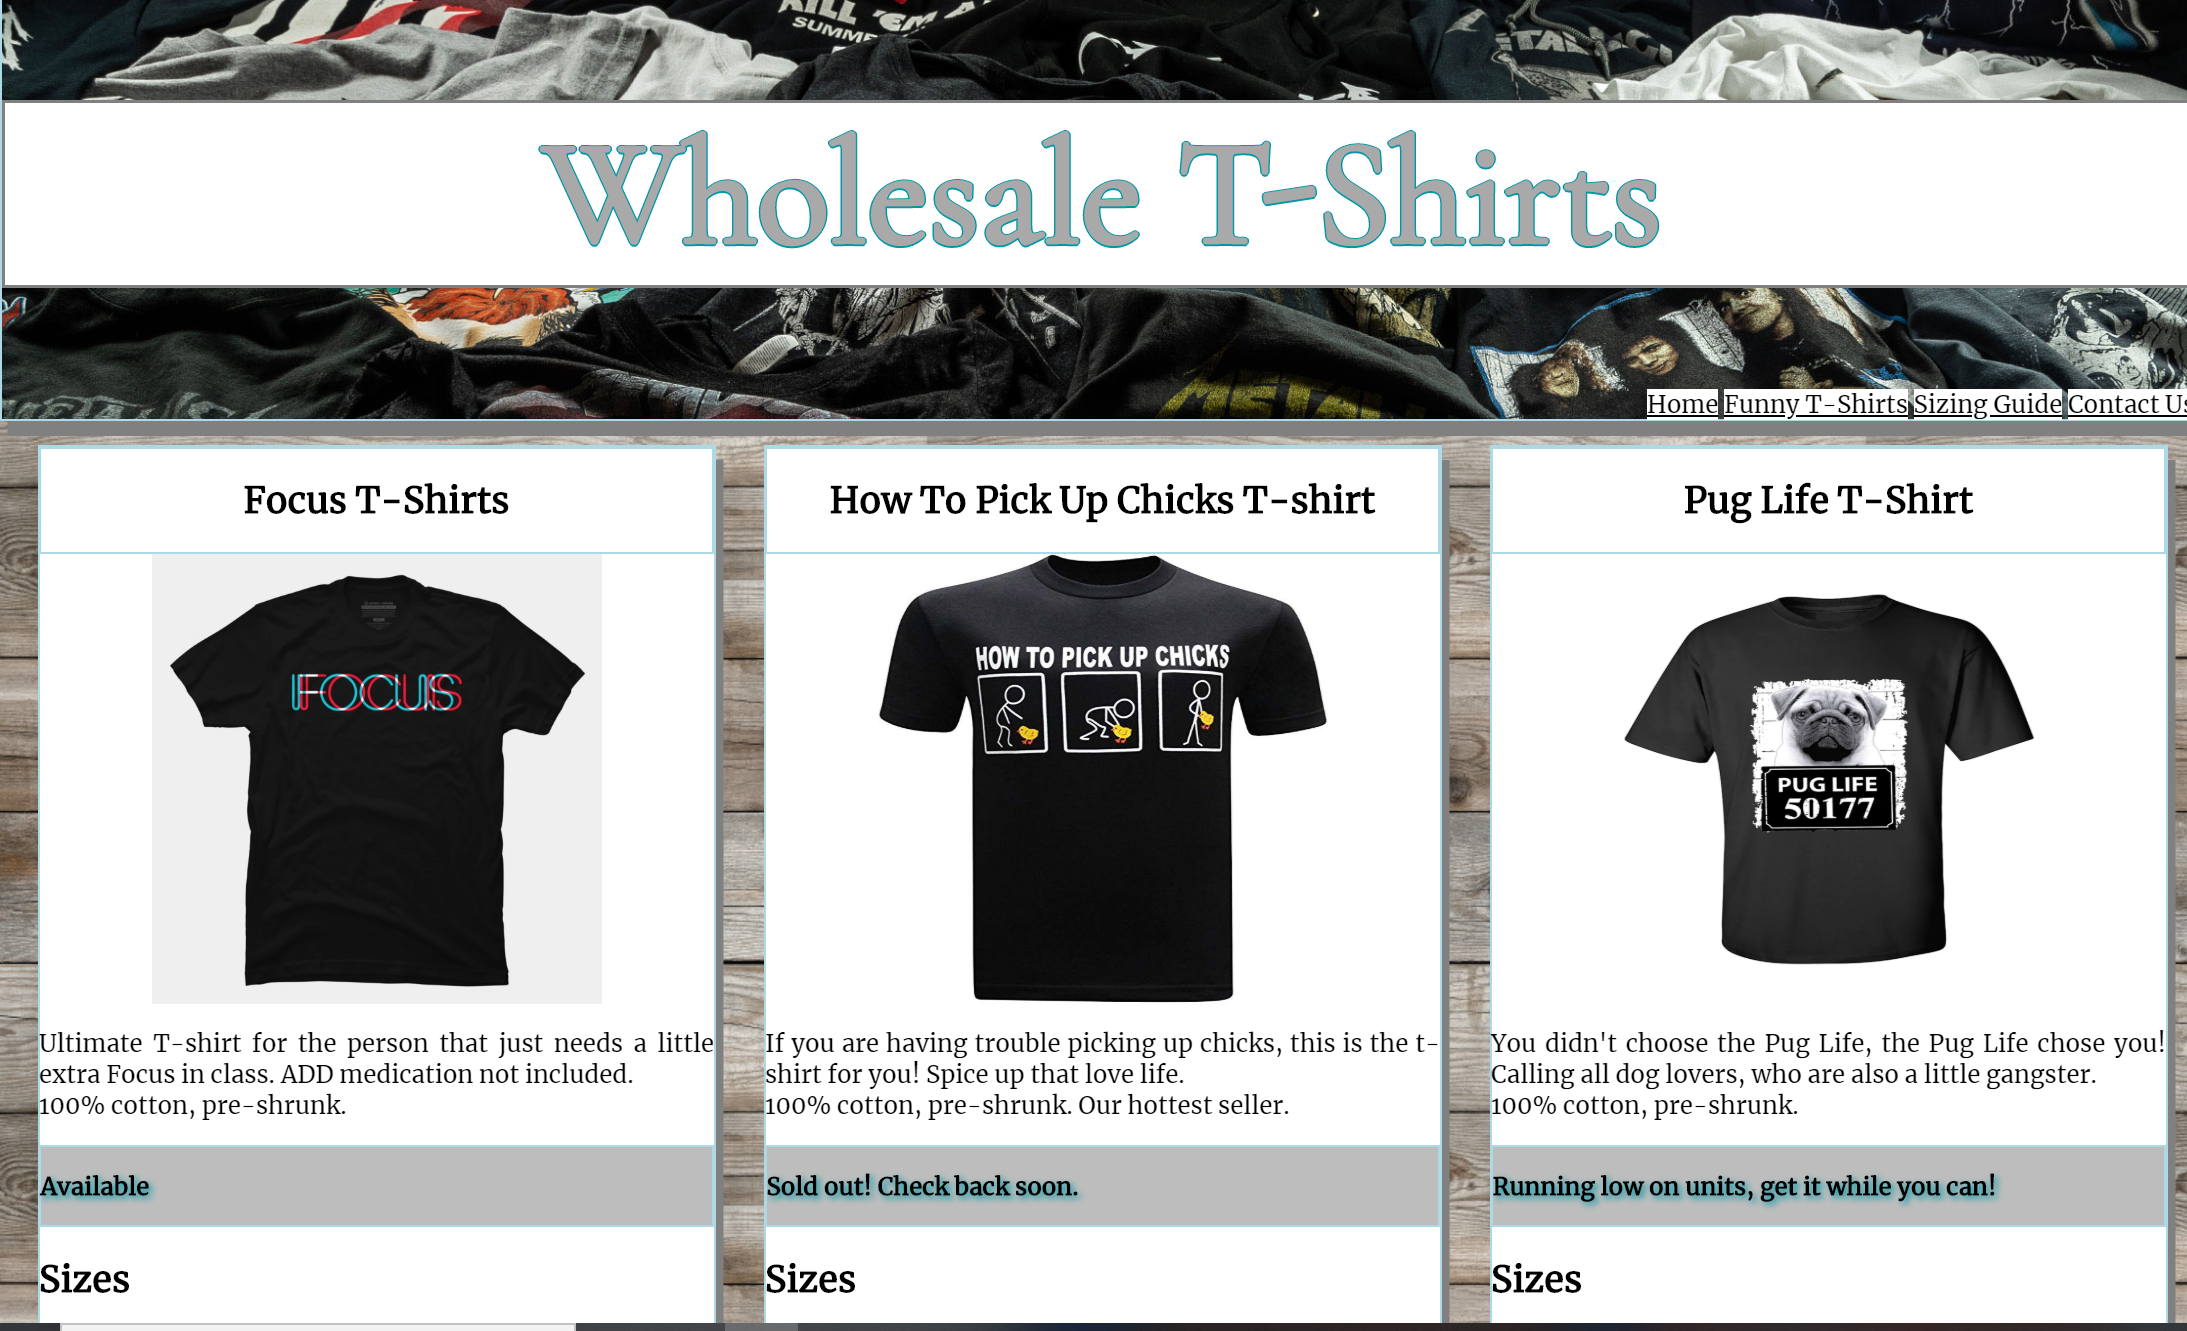 KILL 'EM A
SUMME
METALLICA
Wholesale T-Shirts
METAL
Home Funny T-Shirts Sizing Guide Contact Us
Focus T-Shirts
How To Pick Up Chicks T-shirt
Pug Life T-Shirt
FOCUS
HOW TO PICK UP CHICKS
PUG LIFE
50177
Ultimate T-shirt for the person that just needs a little
extra Focus in class. ADD medication not included.
100% cotton, pre-shrunk.
If you are having trouble picking up chicks, this is the t-
shirt for you! Spice up that love life.
100% cotton, pre-shrunk. Our hottest seller.
You didn't choose the Pug Life, the Pug Life chose you!
Calling all dog lovers, who are also a little gangster.
100% cotton, pre-shrunk.
Available
Sold out! Check back soon.
Running low on units, get it while you can!
Sizes
Sizes
Sizes